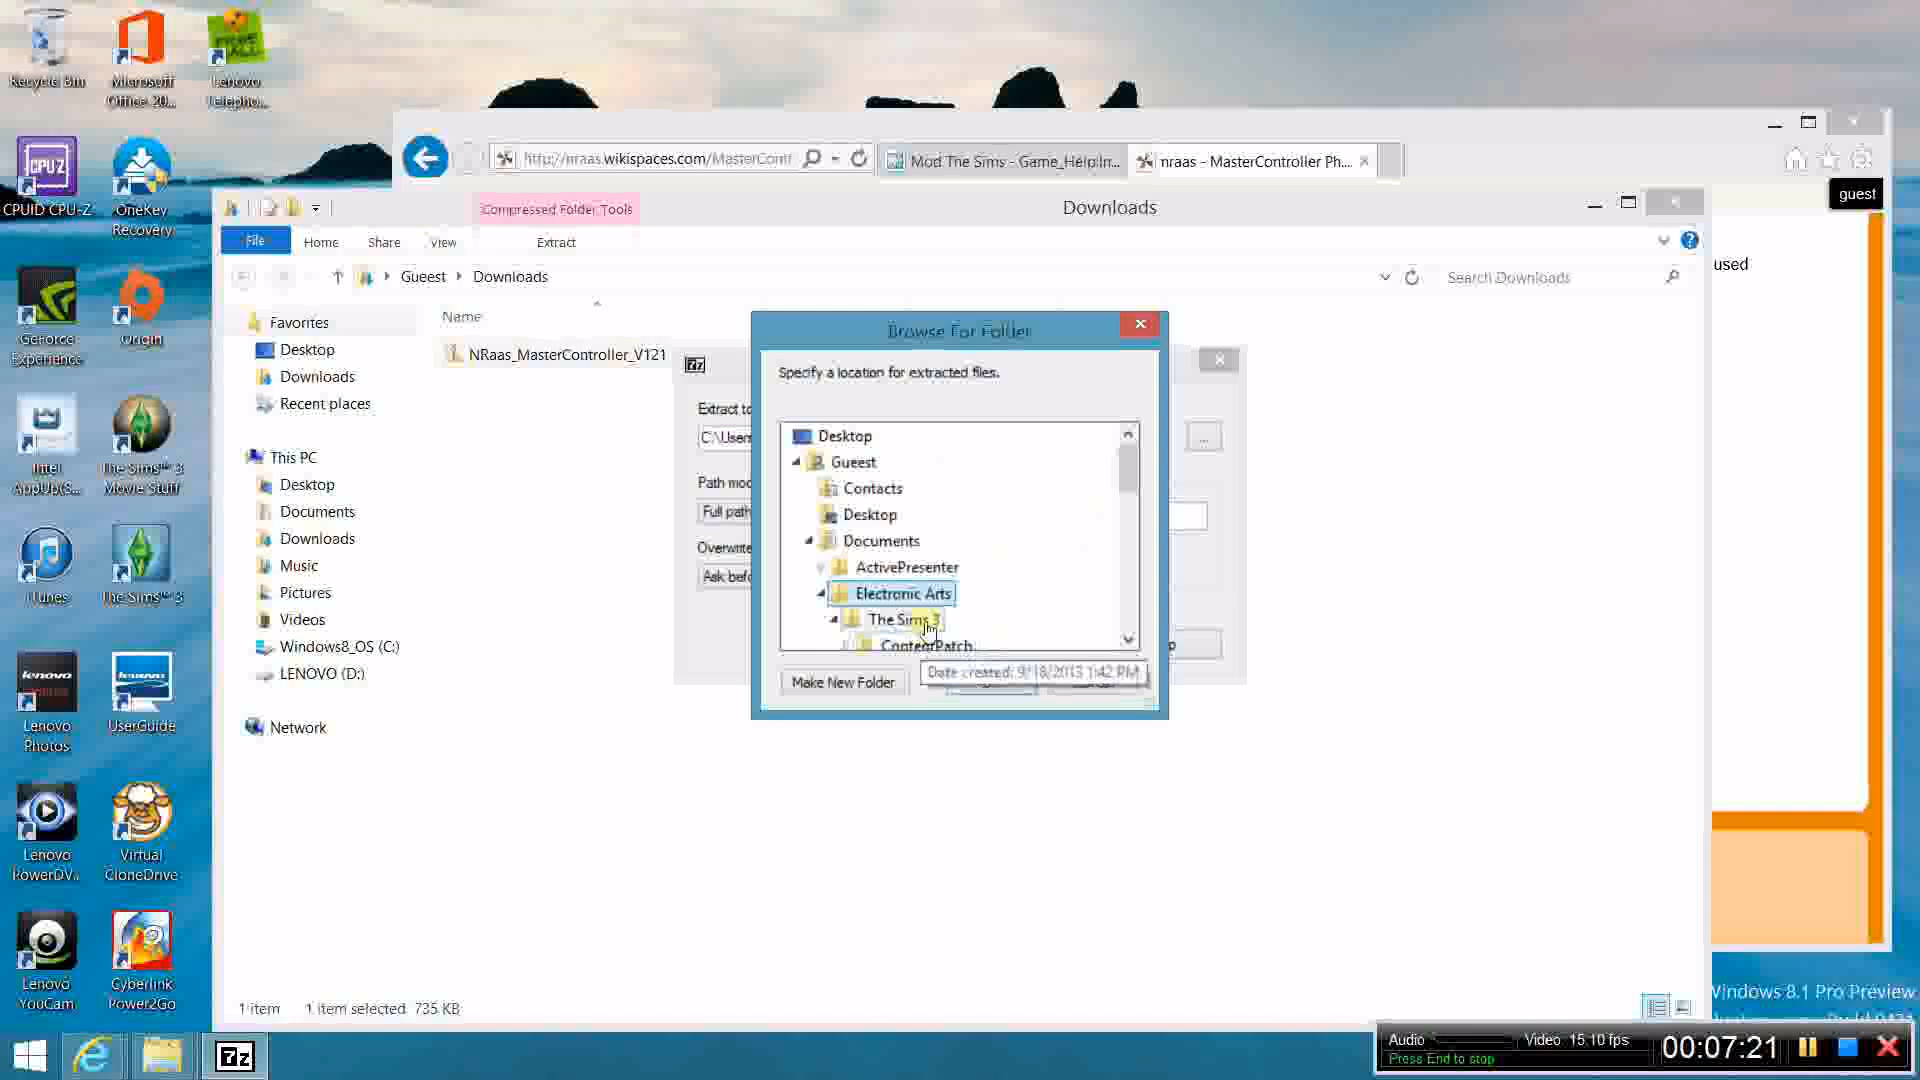 Recycle Bin
Microsoft Office 20...
Lenovo Telepho...
CPUID CPU-Z
OneKey Recovery
GeForce Experience
Origin
Intel AppUp(S...
The Sims™ 3 Movie Stuff
iTunes
The Sims™ 3
Lenovo Photos
UserGuide
Lenovo PowerDV...
Virtual CloneDrive
Lenovo YouCam
Cyberlink Power2Go
http://nraas.wikispaces.com/MasterContr
Mod The Sims - Game_Help:In...
nraas - MasterController Ph...
guest
used
Compressed Folder Tools
Downloads
File
Home
Share
View
Extract
Gueest
Downloads
Search Downloads
Favorites
Desktop
Downloads
Recent places
This PC
Desktop
Documents
Downloads
Music
Pictures
Videos
Windows8_OS (C:)
LENOVO (D:)
Network
Name
NRaas_MasterController_V121
7z
Extract to
C:\Users
Path mod
Full path
Overwrite
Ask befo
...
Browse For Folder
Specify a location for extracted files.
Desktop
Gueest
Contacts
Desktop
Documents
ActivePresenter
Electronic Arts
The Sims 3
ContentPatch
Make New Folder
Date created: 9/18/2013 1:42 PM
1 item
1 item selected 735 KB
Windows 8.1 Pro Preview
7z
Audio
Video 15.10 fps
Press End to stop
00:07:21